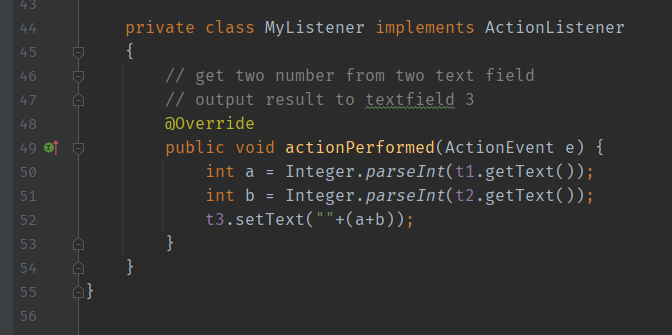 43
44 private class MyListener implements ActionListener
45 {
46 // get two number from two text field
47 // output result to textfield 3
48 @Override
49 public void actionPerformed(ActionEvent e) {
50 int a = Integer.parseInt(t1.getText());
51 int b = Integer.parseInt(t2.getText());
52 t3.setText(""+(a+b));
53 }
54 }
55 }
56